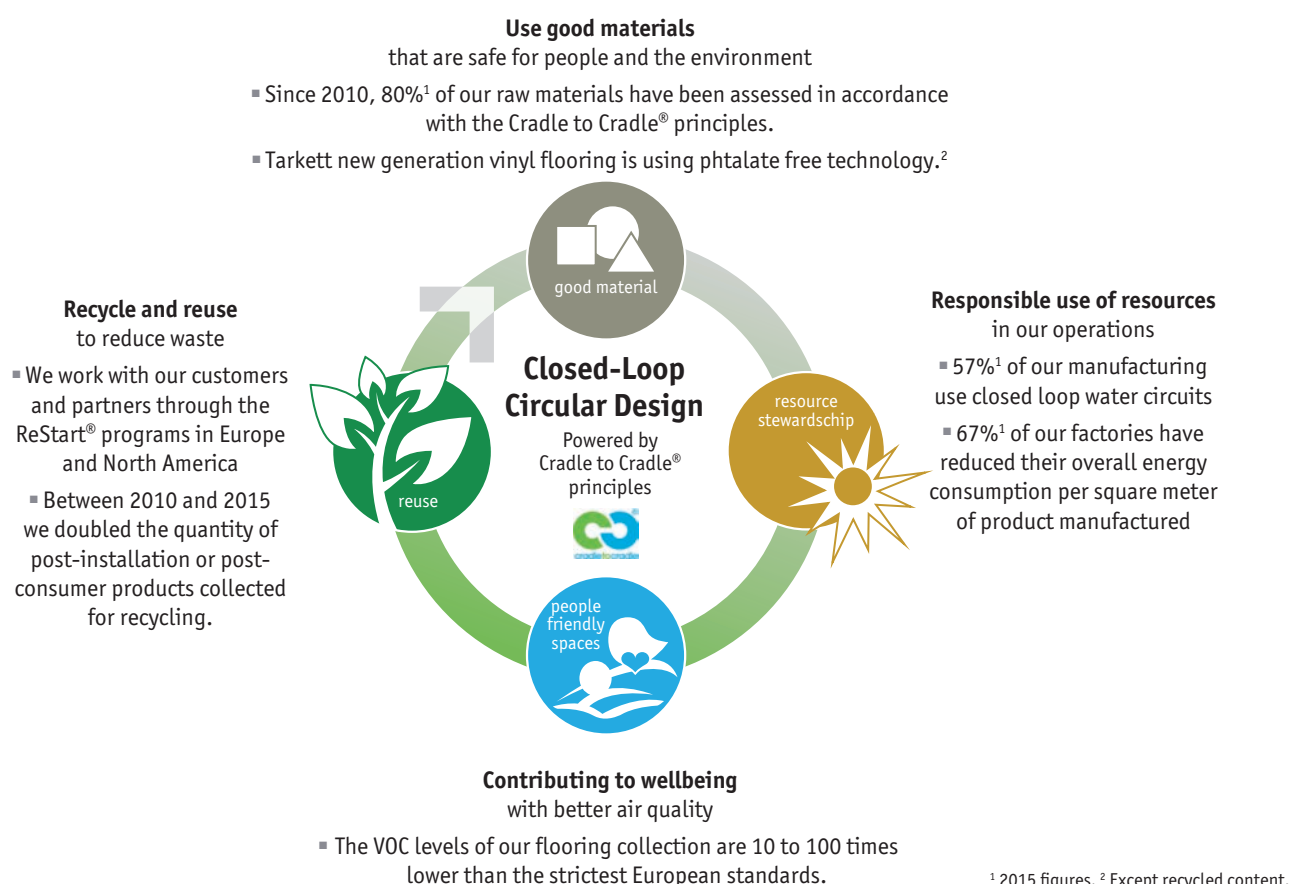 Use good materials
that are safe for people and the environment
▪ Since 2010, 80%¹ of our raw materials have been assessed in accordance
with the Cradle to Cradle® principles.
▪ Tarkett new generation vinyl flooring is using phtalate free technology.²
good material
Recycle and reuse
to reduce waste
▪ We work with our customers
and partners through the
ReStart® programs in Europe
and North America
▪ Between 2010 and 2015
we doubled the quantity of
post-installation or post-
consumer products collected
for recycling.
reuse
Closed-Loop
Circular Design
Powered by
Cradle to Cradle®
principles
cradletocradle
®
resource
stewardschip
Responsible use of resources
in our operations
▪ 57%¹ of our manufacturing
use closed loop water circuits
▪ 67%¹ of our factories have
reduced their overall energy
consumption per square meter
of product manufactured
people
friendly
spaces
Contributing to wellbeing
with better air quality
▪ The VOC levels of our flooring collection are 10 to 100 times
lower than the strictest European standards.
¹ 2015 figures. ² Except recycled content.